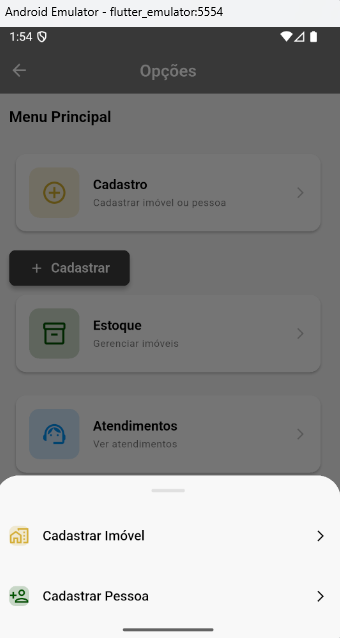 Android Emulator - flutter_emulator:5554
1:54
Opções
Menu Principal
Cadastro
Cadastrar imóvel ou pessoa
+ Cadastrar
Estoque
Gerenciar imóveis
Atendimentos
Ver atendimentos
Cadastrar Imóvel
Cadastrar Pessoa